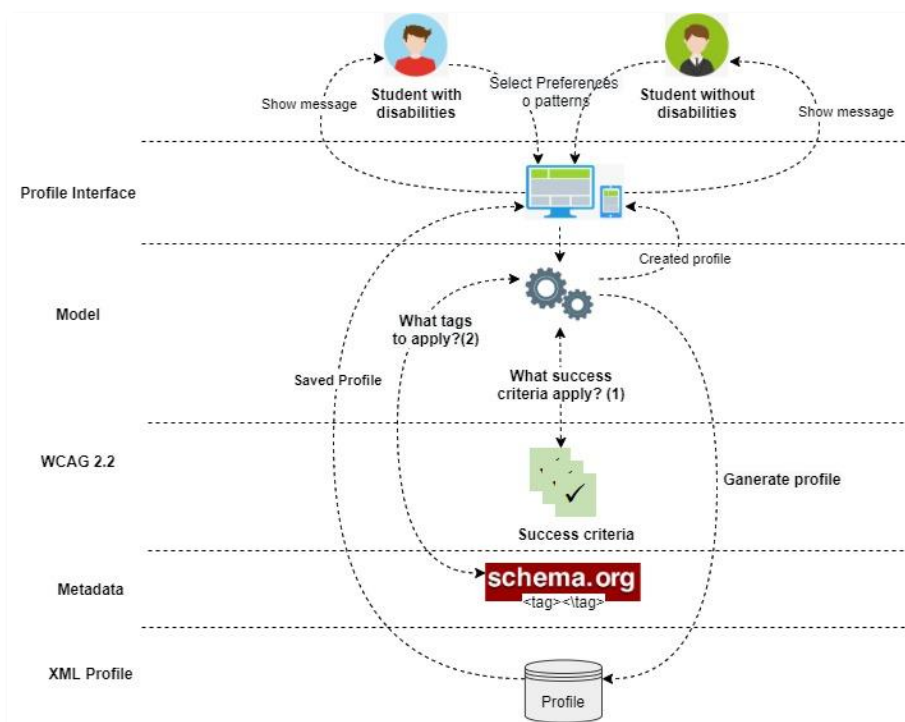 Student with
disabilities
Select Preferences
o patterns
Student without
disabilities
Show message
Show message
Profile Interface
Created profile
Model
What tags
to apply?(2)
What success
criteria apply? (1)
Saved Profile
WCAG 2.2
Ganerate profile
Success criteria
Metadata
schema.org
<tag><\tag>
XML Profile
Profile